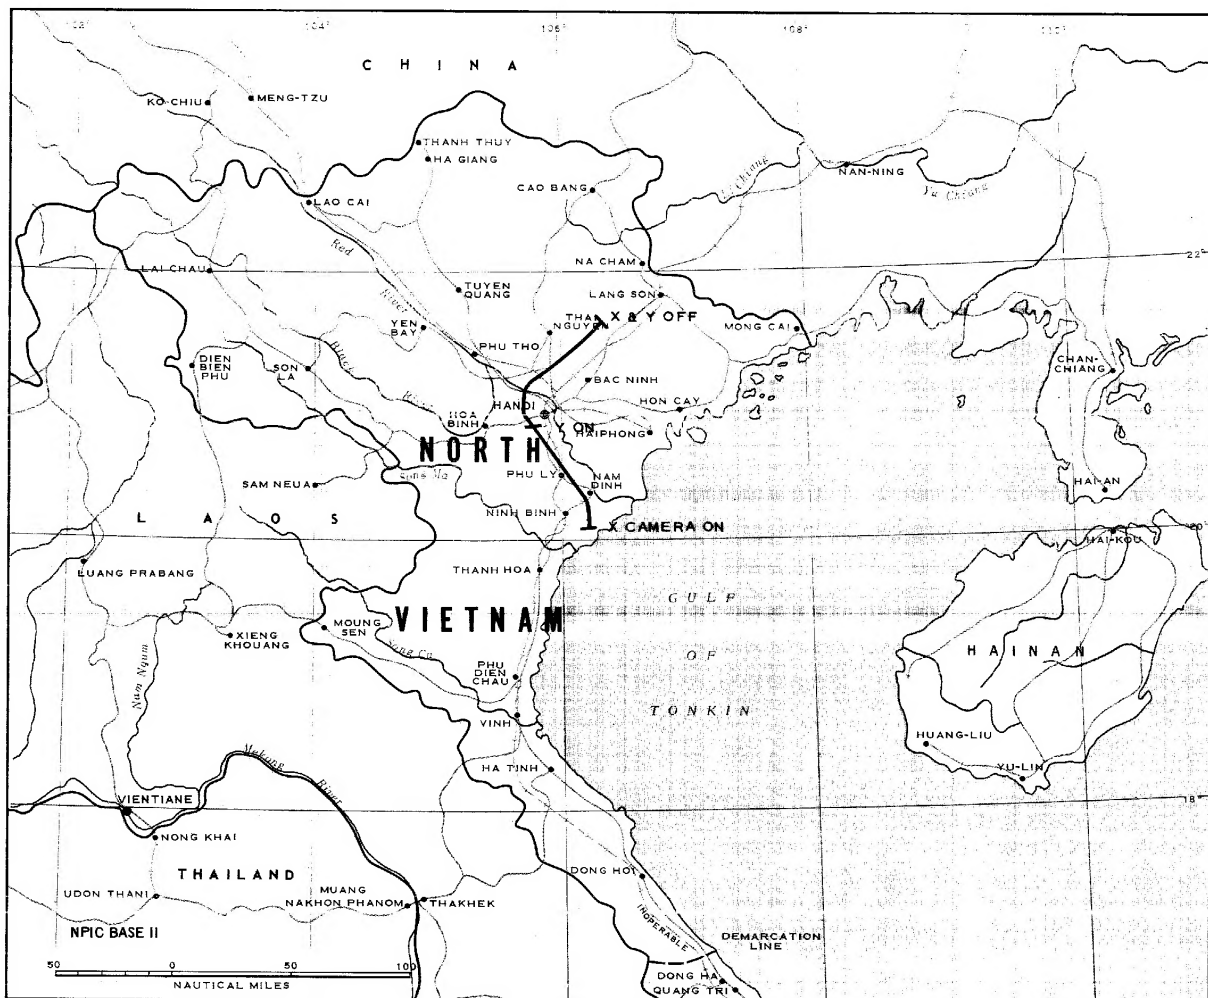 104°
106°
108°
CHINA
KO-CHIU
MENG-TZU
THANH THUY
HA GIANG
CAO BANG
NAN-NING
Yu Chiang
LAO CAI
Red
River
NA CHAM
22°
LAI CHAU
TUYEN
QUANG
LANG SON
THAI
NGUYEN
X & Y OFF
MONG CAI
YEN
BAY
PHU THO
DIEN
BIEN
PHU
SON
LA
Black
River
BAC NINH
CHAN-
CHIANG
HANOI
HON CAY
HOA
BINH
Y ON
HAIPHONG
NORTH
Song Ma
PHU LY
NAM
DINH
SAM NEUA
HAI-AN
LAOS
NINH BINH
X CAMERA ON
20°
HAI-KOU
LUANG PRABANG
THANH HOA
GULF
OF
TONKIN
MOUNG
SEN
VIETNAM
XIENG
KHOUANG
Song Ca
HAINAN
Nam Ngum
PHU
DIEN
CHAU
VINH
HUANG-LIU
YU-LIN
Mekong
River
HA TINH
VIENTIANE
18°
NONG KHAI
THAILAND
DONG HOI
UDON THANI
MUANG
NAKHON PHANOM
THAKHEK
INOPERABLE
NPIC BASE II
DEMARCATION
LINE
50 0 50 100
NAUTICAL MILES
DONG HA
QUANG TRI